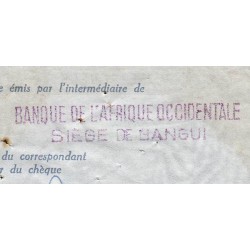 e émis par l'intermédiaire de
BANQUE DE L'AFRIQUE OCCIDENTALE
SIEGE DE BANGUI
du correspondant
du chèque